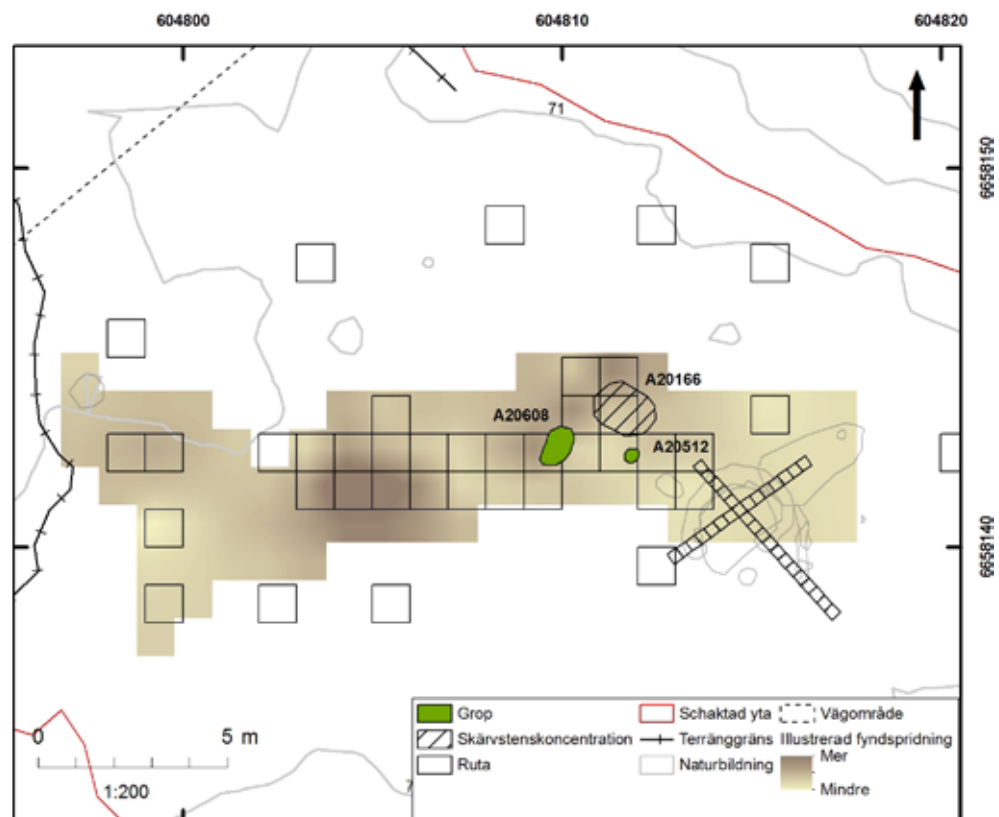 604800 604810 604820
71
6658150
A20166
A20608
A20512
6658140
0 5 m
1:200
7
Grop Schaktad yta Vägområde
Skärvstenskoncentration Terränggräns Illustrerad fyndspridning
Ruta Naturbildning Mer
Mindre